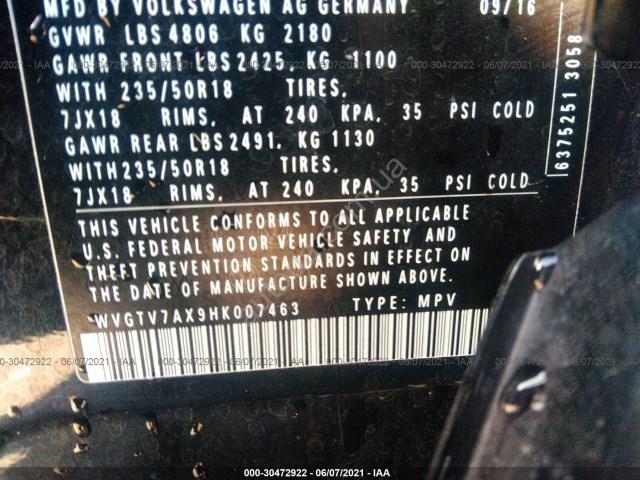 MFD BY VOLKSWAGEN AG GERMANY. 09/16
GVWR LBS 4806 KG 2180
GAWR FRONT LBS 2425. KG 1100
WITH 235/50R18 TIRES,
7JX18 RIMS, AT 240 KPA, 35 PSI COLD
GAWR REAR LBS 2491. KG 1130
WITH 235/50R18 TIRES,
7JX18 RIMS, AT 240 KPA, 35 PSI COLD
6375251 3058
THIS VEHICLE CONFORMS TO ALL APPLICABLE
U.S. FEDERAL MOTOR VEHICLE SAFETY AND
THEFT PREVENTION STANDARDS IN EFFECT ON
THE DATE OF MANUFACTURE SHOWN ABOVE.
WVGTV7AX9HK007463 TYPE: MPV
000-30472922 - 06/07/2021 - IAA